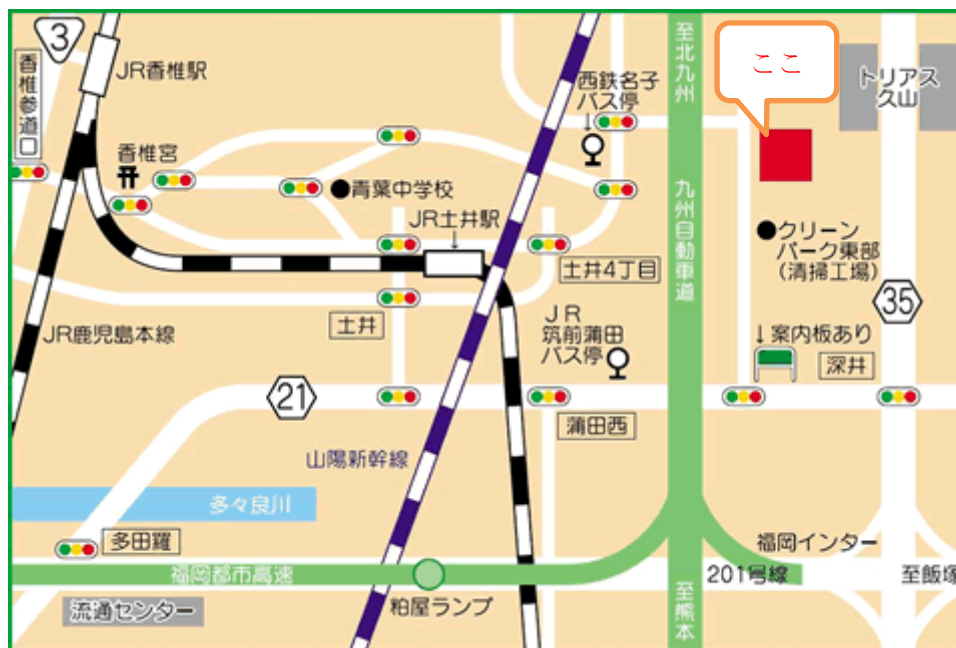 3
香椎参道口
JR香椎駅
香椎宮
青葉中学校
JR土井駅
↓
西鉄名子
バス停
↓
至北九州
ここ
トリアス
久山
九州自動車道
クリーン
パーク東部
(清掃工場)
35
土井4丁目
土井
JR
筑前蒲田
バス停
↓案内板あり
深井
JR鹿児島本線
21
蒲田西
山陽新幹線
多々良川
多田羅
福岡都市高速
流通センター
粕屋ランプ
福岡インター
201号線
至飯塚
至熊本